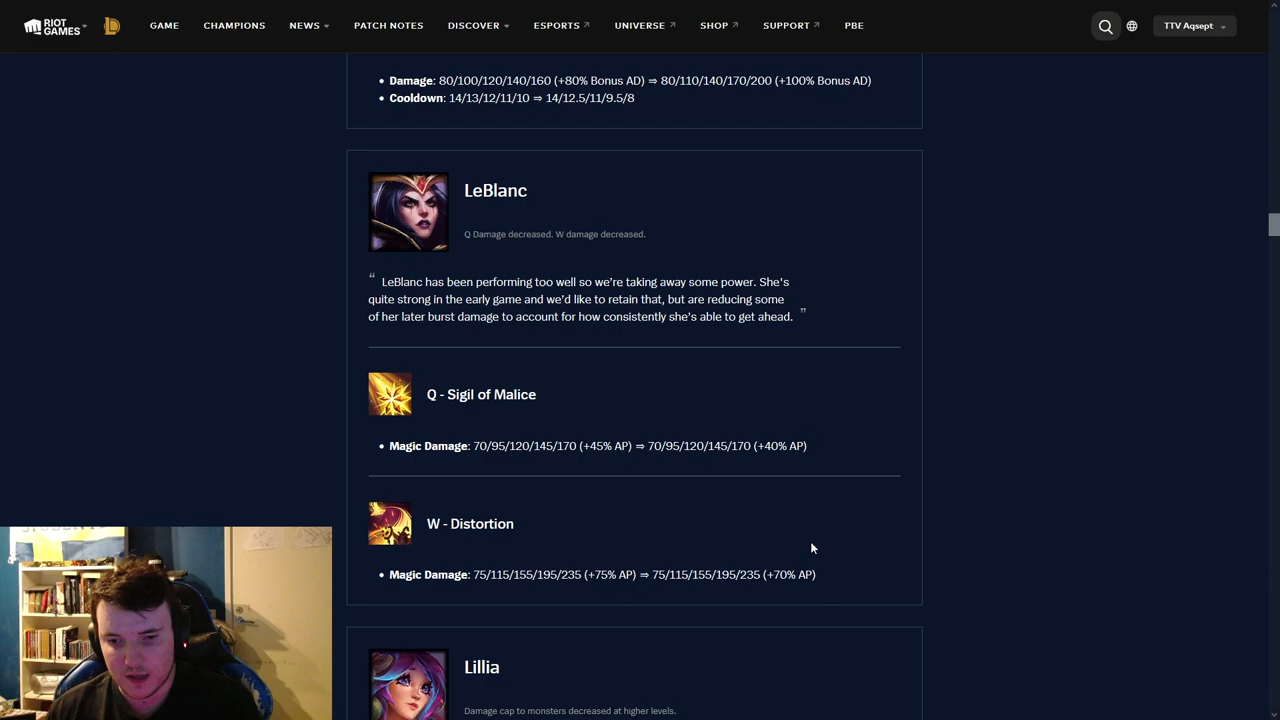 RIOT GAMES
GAME
CHAMPIONS
NEWS
PATCH NOTES
DISCOVER
ESPORTS
UNIVERSE
SHOP
SUPPORT
PBE
TTV Aqsept
• Damage: 80/100/120/140/160 (+80% Bonus AD) ⇒ 80/110/140/170/200 (+100% Bonus AD)
• Cooldown: 14/13/12/11/10 ⇒ 14/12.5/11/9.5/8
LeBlanc
Q Damage decreased. W damage decreased.
“ LeBlanc has been performing too well so we're taking away some power. She's
quite strong in the early game and we'd like to retain that, but are reducing some
of her later burst damage to account for how consistently she's able to get ahead. ”
Q - Sigil of Malice
• Magic Damage: 70/95/120/145/170 (+45% AP) ⇒ 70/95/120/145/170 (+40% AP)
W - Distortion
• Magic Damage: 75/115/155/195/235 (+75% AP) ⇒ 75/115/155/195/235 (+70% AP)
Lillia
Damage cap to monsters decreased at higher levels.